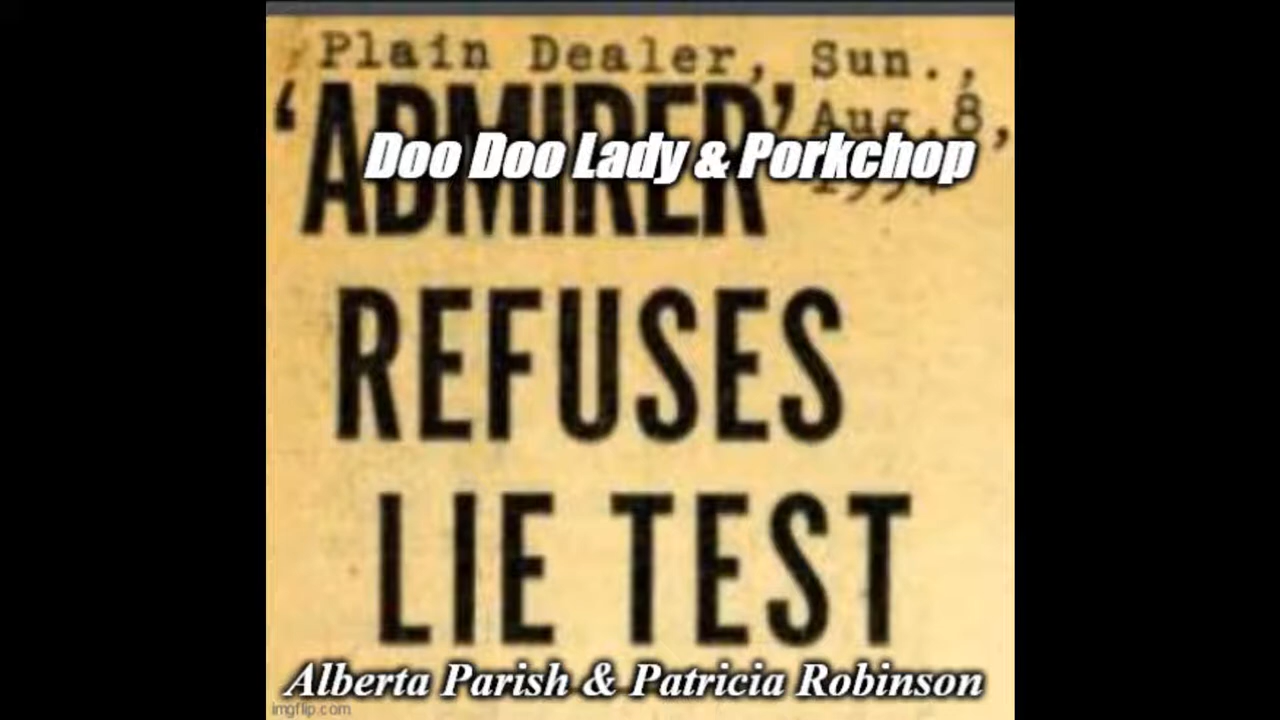 Plain Dealer, Sun.,
'ADMIRER' Aug.8,
Doo Doo Lady & Porkchop
REFUSES
LIE TEST
Alberta Parish & Patricia Robinson
imgflip.com